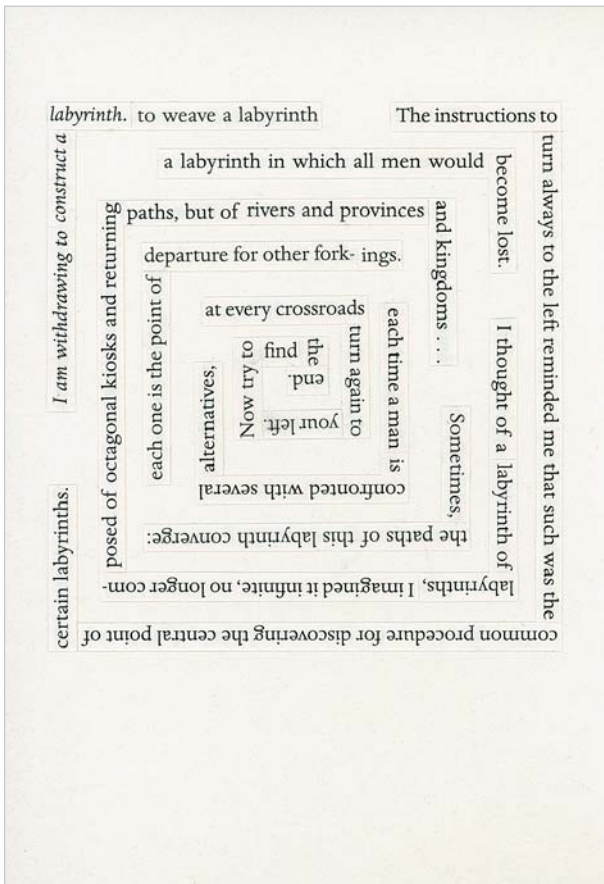 The instructions to
turn always to the left reminded me that such was the
common procedure for discovering the central point of
certain labyrinths.
I am withdrawing to construct a
labyrinth. to weave a labyrinth
a labyrinth in which all men would
become lost.
I thought of a labyrinth of
labyrinths, I imagined it infinite, no longer com-
posed of octagonal kiosks and returning
paths, but of rivers and provinces
and kingdoms . . .
Sometimes,
the paths of this labyrinth converge:
each one is the point of
departure for other fork- ings.
each time a man is
confronted with several
alternatives,
at every crossroads
turn again to
your left.
Now try to
find
the
end.